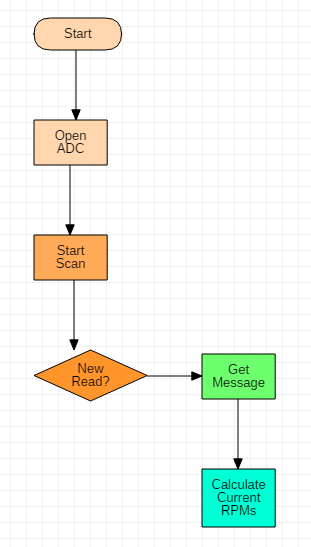 Start
Open
ADC
Start
Scan
New
Read?
Get
Message
Calculate
Current
RPMs